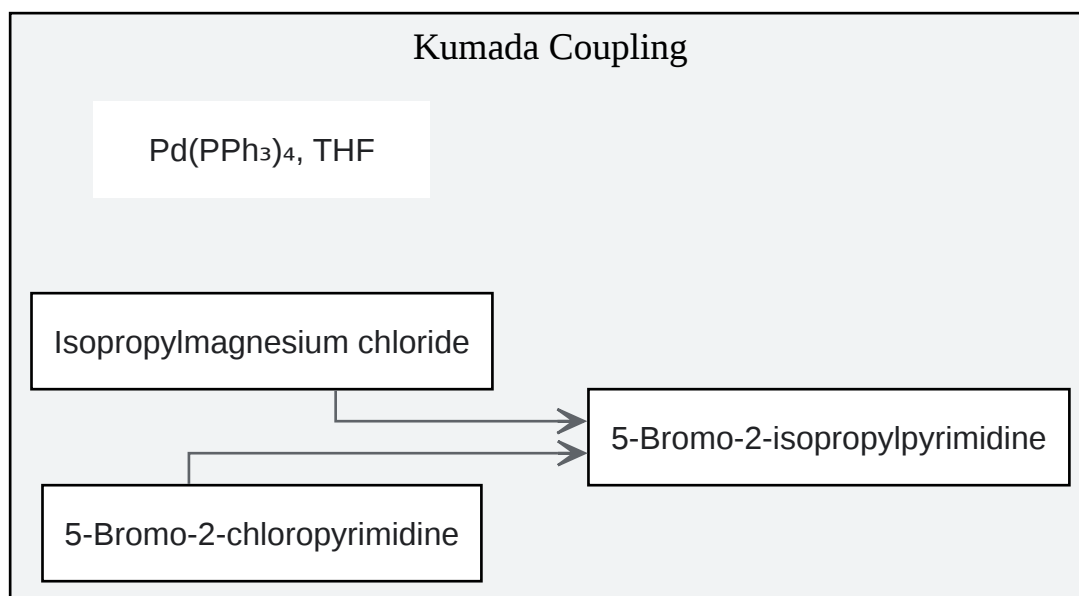 Kumada Coupling
Pd(PPh₃)₄, THF
Isopropylmagnesium chloride
5-Bromo-2-isopropylpyrimidine
5-Bromo-2-chloropyrimidine